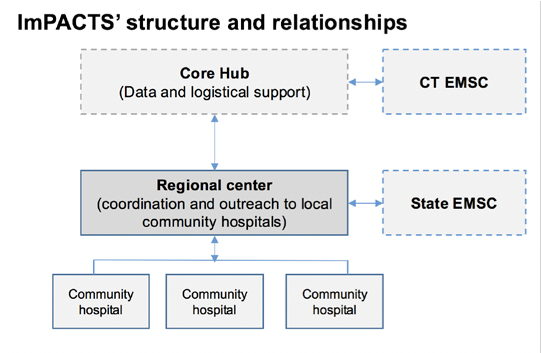 ImPACTS’ structure and relationships
Core Hub
(Data and logistical support)
CT EMSC
Regional center
(coordination and outreach to local
community hospitals)
State EMSC
Community
hospital
Community
hospital
Community
hospital